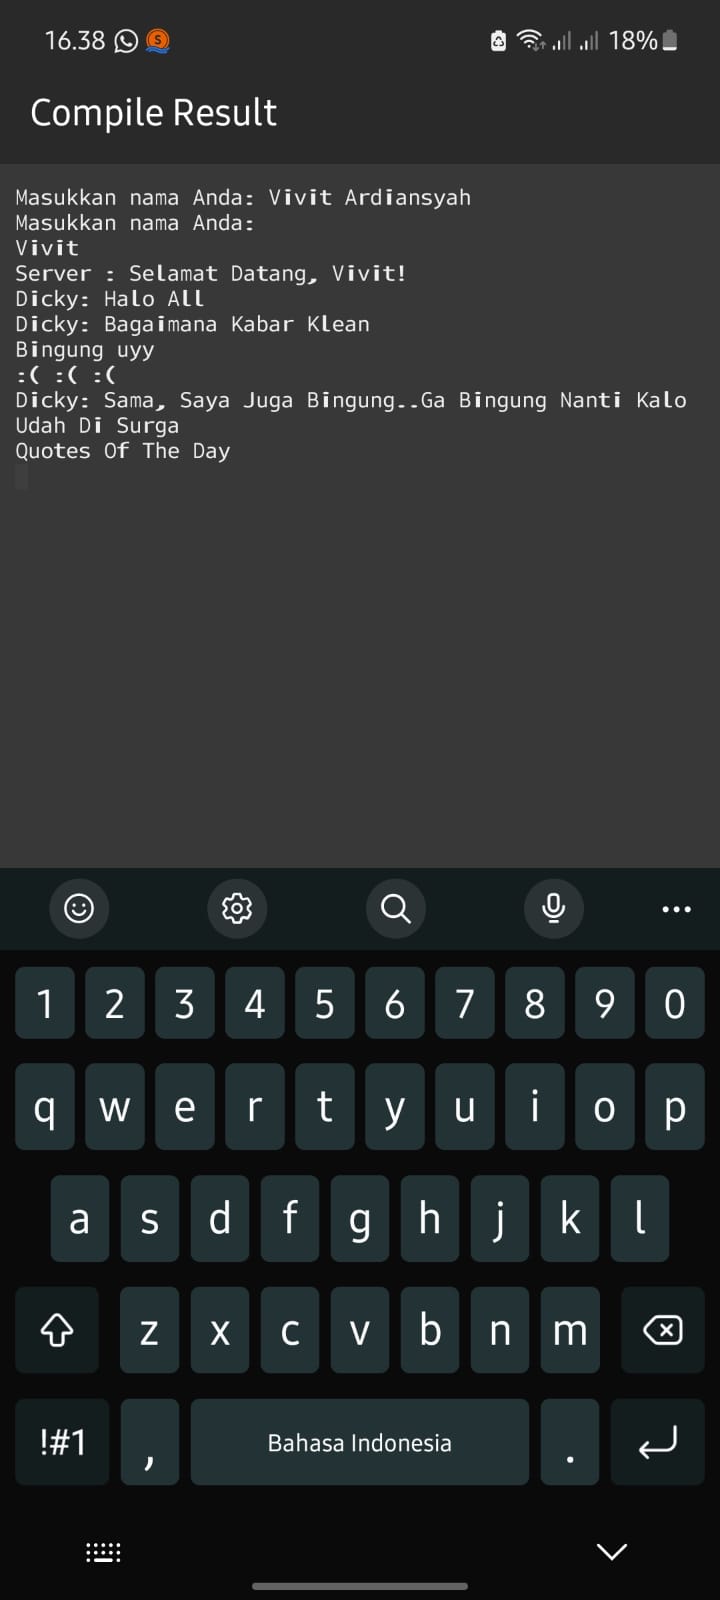 16.38
18%
Compile Result
Masukkan nama Anda: Vivit Ardiansyah
Masukkan nama Anda:
Vivit
Server : Selamat Datang, Vivit!
Dicky: Halo All
Dicky: Bagaimana Kabar Klean
Bingung uyy
:( :( :(
Dicky: Sama, Saya Juga Bingung..Ga Bingung Nanti Kalo
Udah Di Surga
Quotes Of The Day
1 2 3 4 5 6 7 8 9 0
q w e r t y u i o p
a s d f g h j k l
z x c v b n m
!#1 , Bahasa Indonesia .